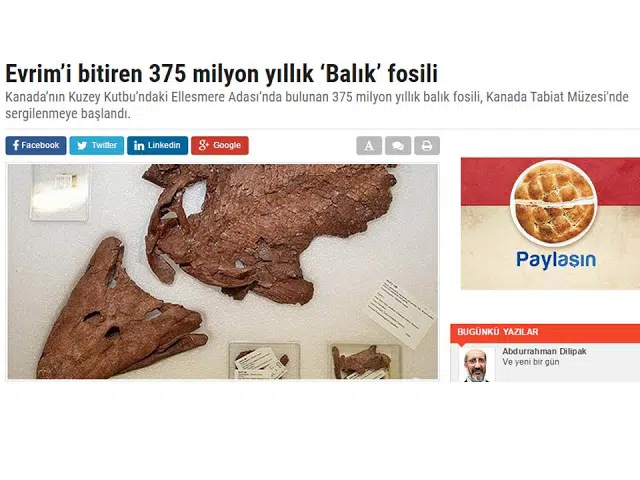 Evrim’i bitiren 375 milyon yıllık ‘Balık’ fosili
Kanada’nın Kuzey Kutbu’ndaki Ellesmere Adası’nda bulunan 375 milyon yıllık balık fosili, Kanada Tabiat Müzesi’nde
sergilenmeye başlandı.
Facebook
Twitter
Linkedin
Google
A
Paylaşın
BUGÜNKÜ YAZILAR
Abdurrahman Dilipak
Ve yeni bir gün